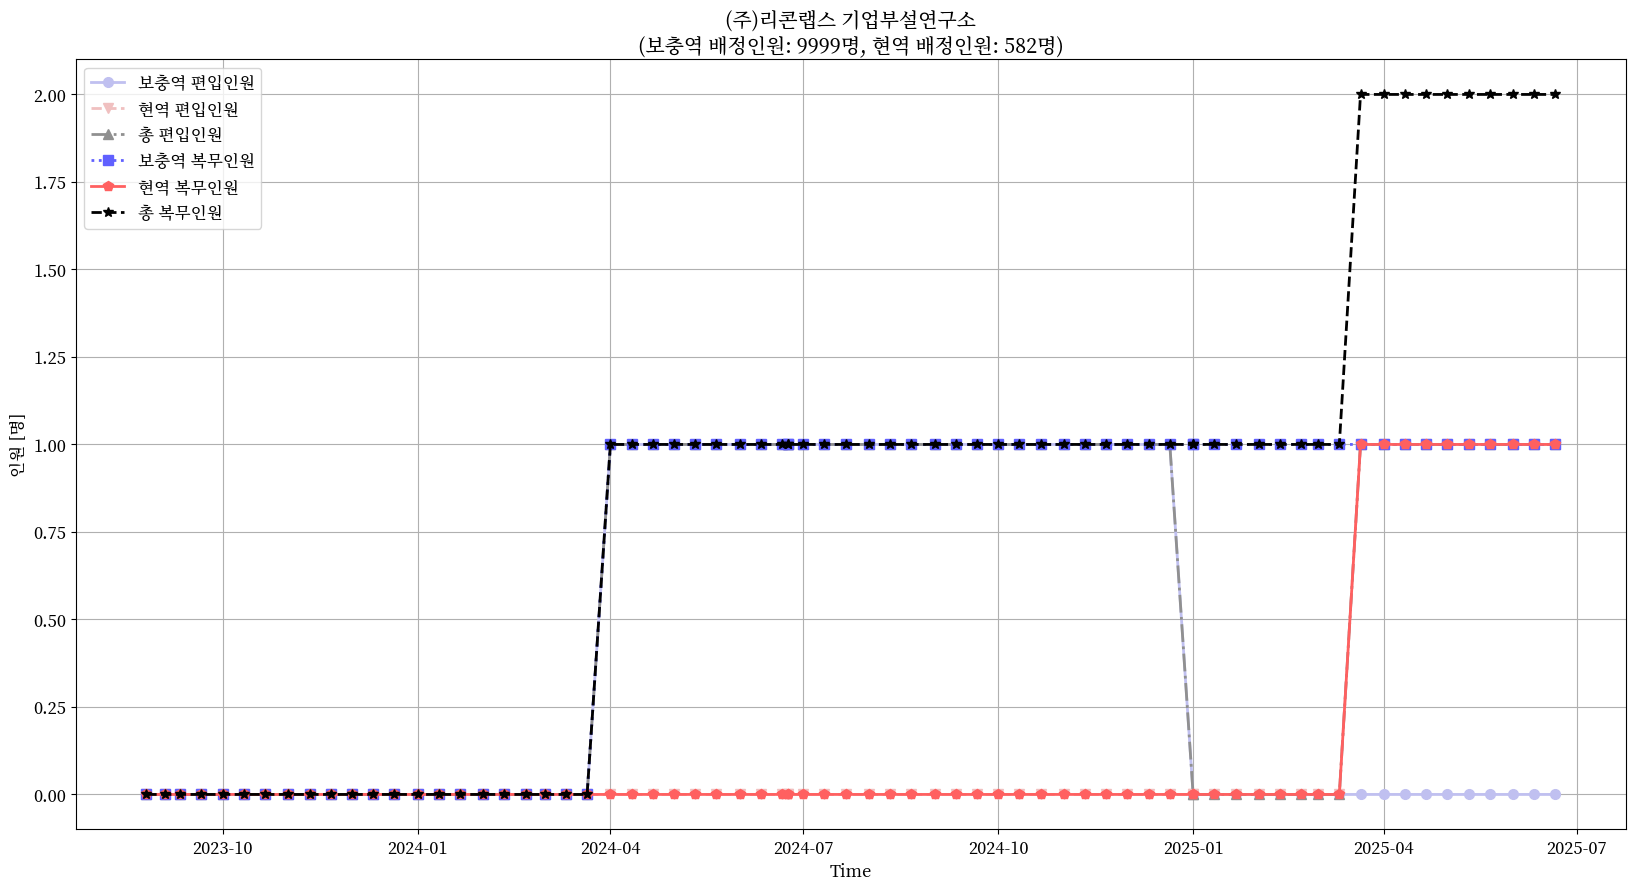 (주)리콘랩스 기업부설연구소
(보충역 배정인원: 9999명, 현역 배정인원: 582명)
보충역 편입인원
현역 편입인원
총 편입인원
보충역 복무인원
현역 복무인원
총 복무인원
인원 [명]
2.00
1.75
1.50
1.25
1.00
0.75
0.50
0.25
0.00
2023-10
2024-01
2024-04
2024-07
2024-10
2025-01
2025-04
2025-07
Time